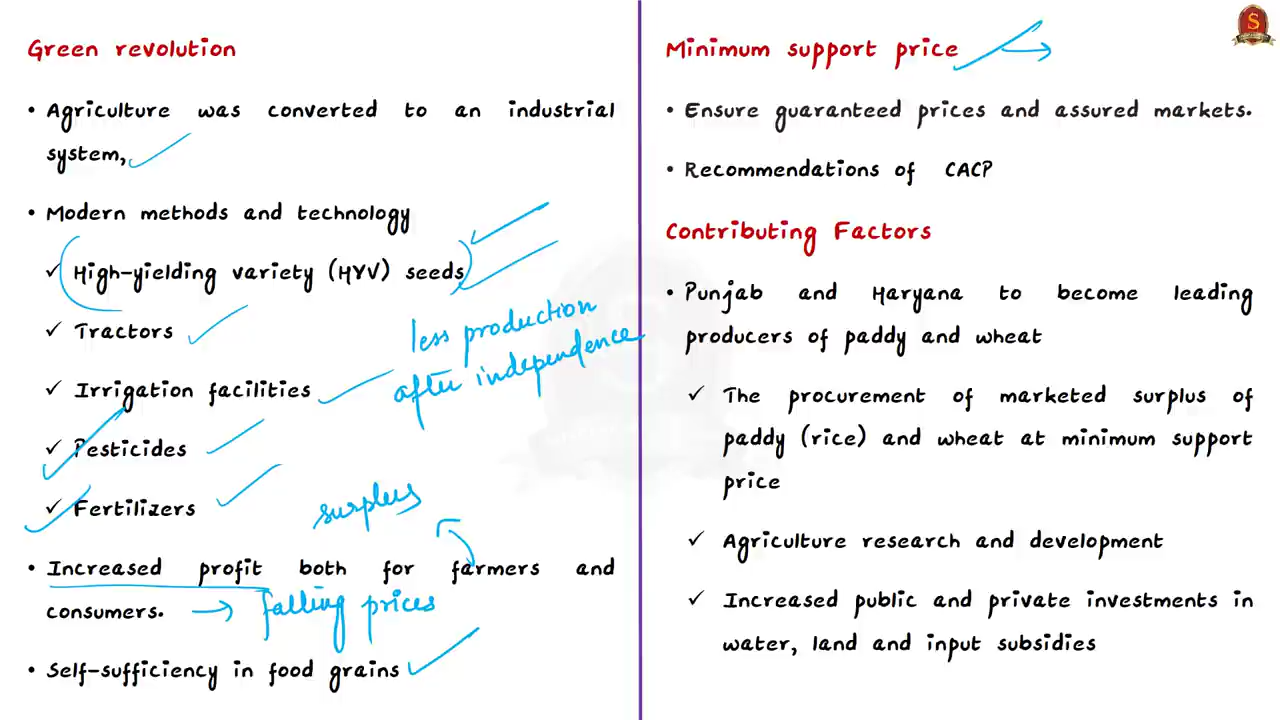 Green revolution
• Agriculture was converted to an industrial
system,
• Modern methods and technology
✓ High-yielding variety (HYV) seeds
✓ Tractors
✓ Irrigation facilities
✓ Pesticides
✓ Fertilizers
less production
after independence
surplus
• Increased profit both for farmers and
consumers. → falling prices
• Self-sufficiency in food grains
Minimum support price
• Ensure guaranteed prices and assured markets.
• Recommendations of CACP
Contributing Factors
• Punjab and Haryana to become leading
producers of paddy and wheat
✓ The procurement of marketed surplus of
paddy (rice) and wheat at minimum support
price
✓ Agriculture research and development
✓ Increased public and private investments in
water, land and input subsidies
S